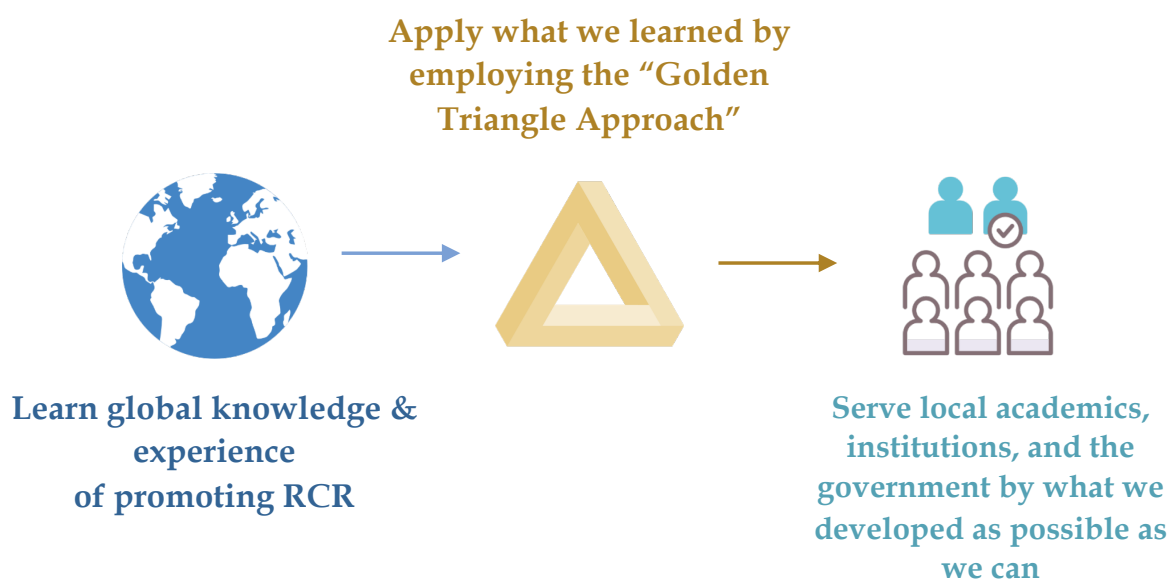 Apply what we learned by
employing the “Golden
Triangle Approach”
Learn global knowledge &
experience
of promoting RCR
Serve local academics,
institutions, and the
government by what we
developed as possible as
we can